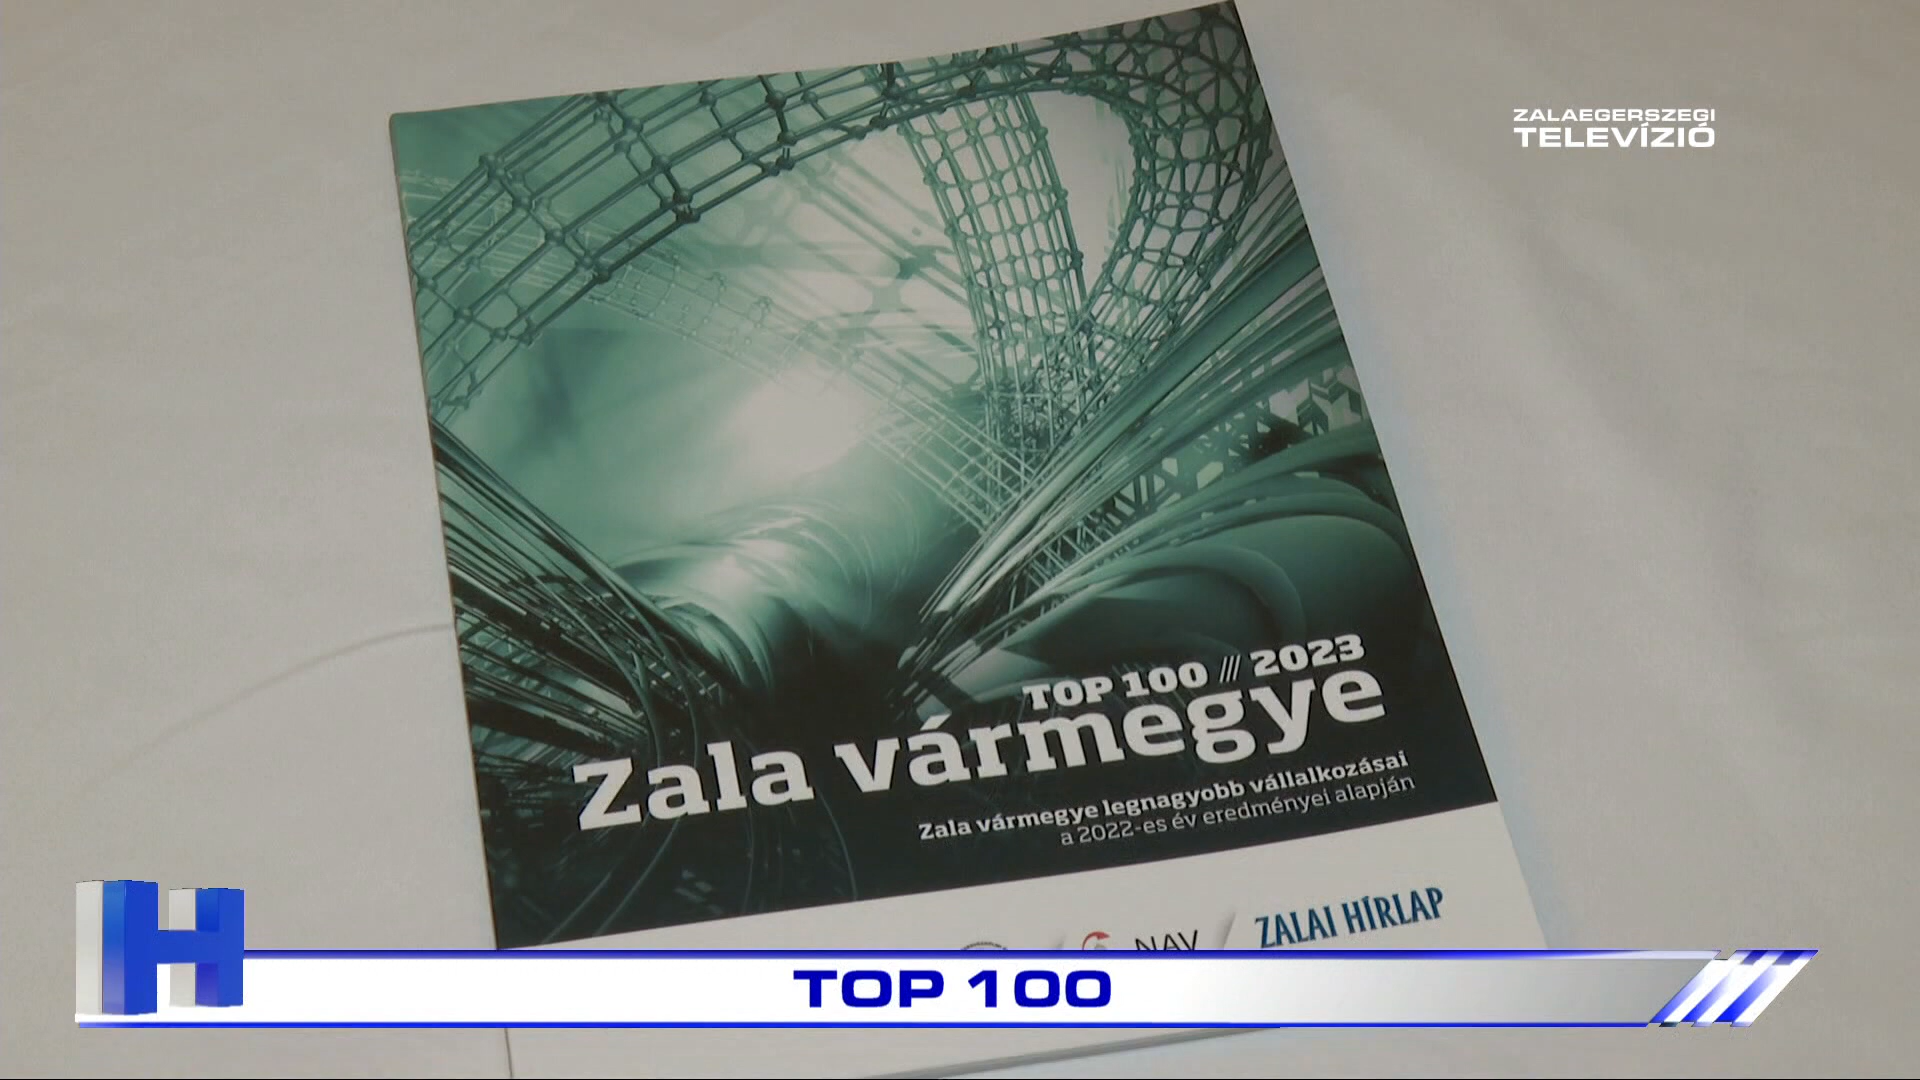 ZALAEGERSZEGI
TELEVÍZIÓ
TOP 100 /// 2023
Zala vármegye
Zala vármegye legnagyobb vállalkozásai
a 2022-es év eredményei alapján
NAV
ZALAI HÍRLAP
H
TOP 100